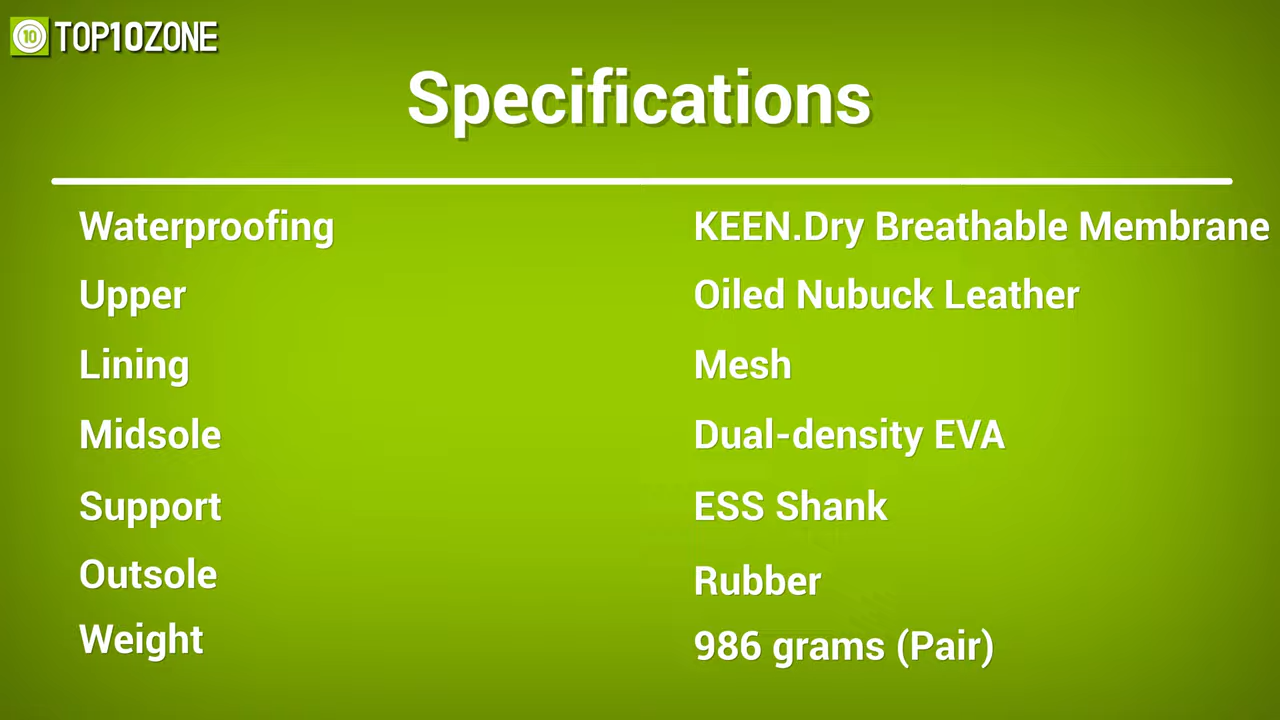 10 TOP10ZONE
Specifications
Waterproofing KEEN.Dry Breathable Membrane
Upper Oiled Nubuck Leather
Lining Mesh
Midsole Dual-density EVA
Support ESS Shank
Outsole Rubber
Weight 986 grams (Pair)